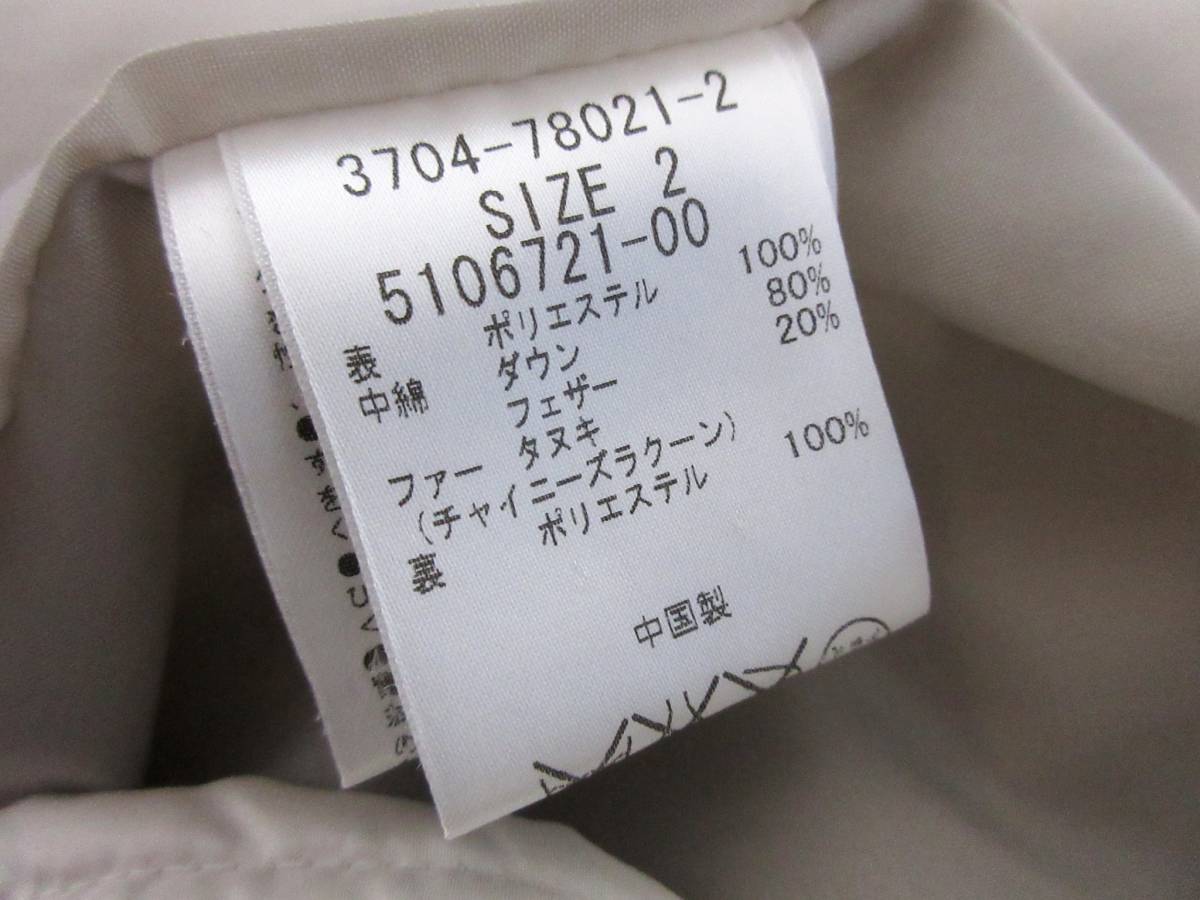 3704-78021-2
SIZE 2
5106721-00
表 ポリエステル 100%
中綿 ダウン 80%
フェザー 20%
ファー タヌキ
(チャイニーズラクーン)
裏 ポリエステル 100%
中国製